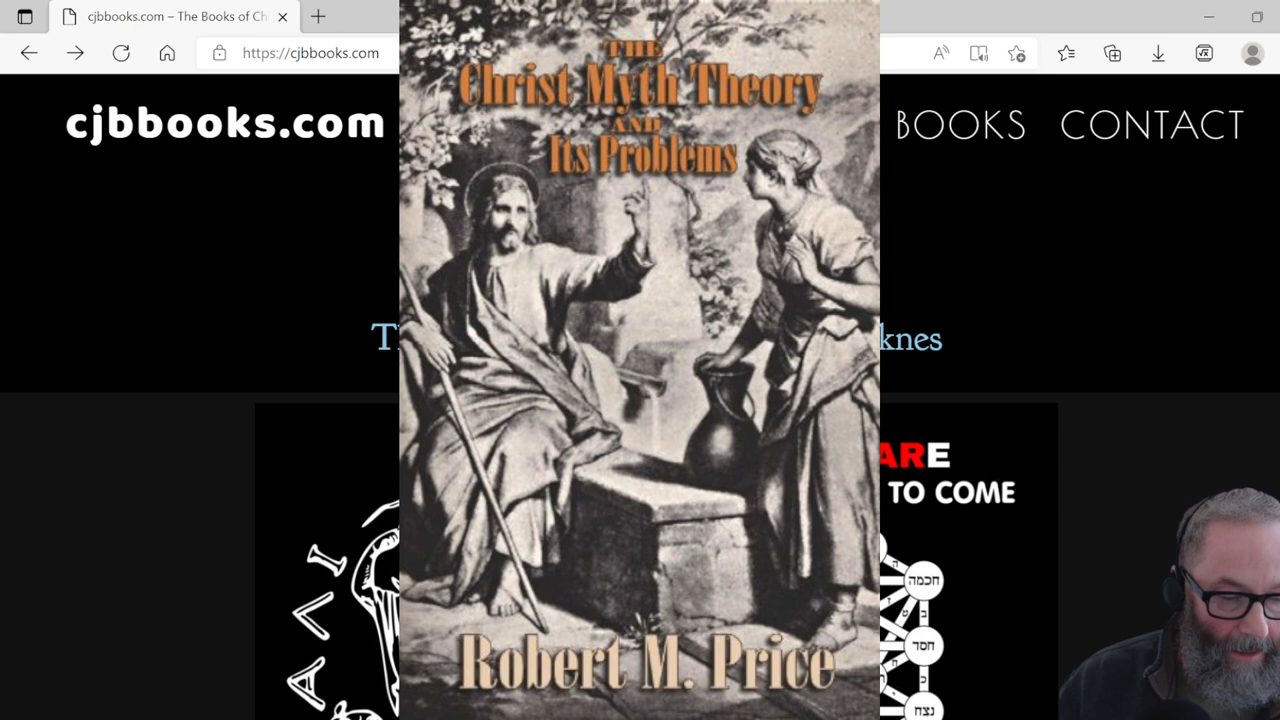 cjbbooks.com – The Books of Ch
https://cjbbooks.com
cjbbooks.com
BOOKS
CONTACT
THE
Christ Myth Theory
AND
Its Problems
T
knes
ARE
TO COME
I
Λ
A
חכמה
ה
ב
ט
חסד
כ
נצח
Robert M. Price